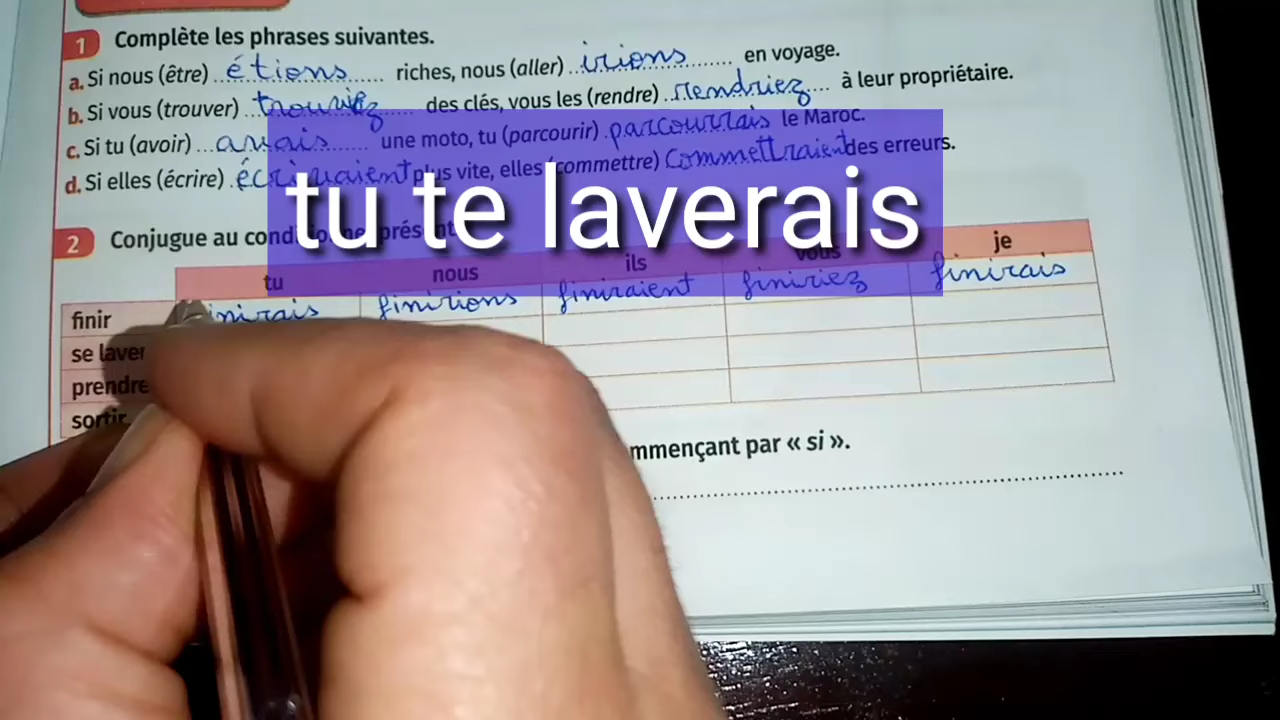 1 Complète les phrases suivantes.
a. Si nous (être) étions riches, nous (aller) irions en voyage.
b. Si vous (trouver) trouviez des clés, vous les (rendre) rendriez à leur propriétaire.
c. Si tu (avoir) avais une moto, tu (parcourir) parcourrais le Maroc.
d. Si elles (écrire) écrivaient plus vite, elles (commettre) commettraient des erreurs.
tu te laverais
2 Conjugue au conditionnel présent
tu nous ils vous je
finir finirais finirions finiraient finiriez finirais
se laver
prendre
sortir
mmençant par « si ».